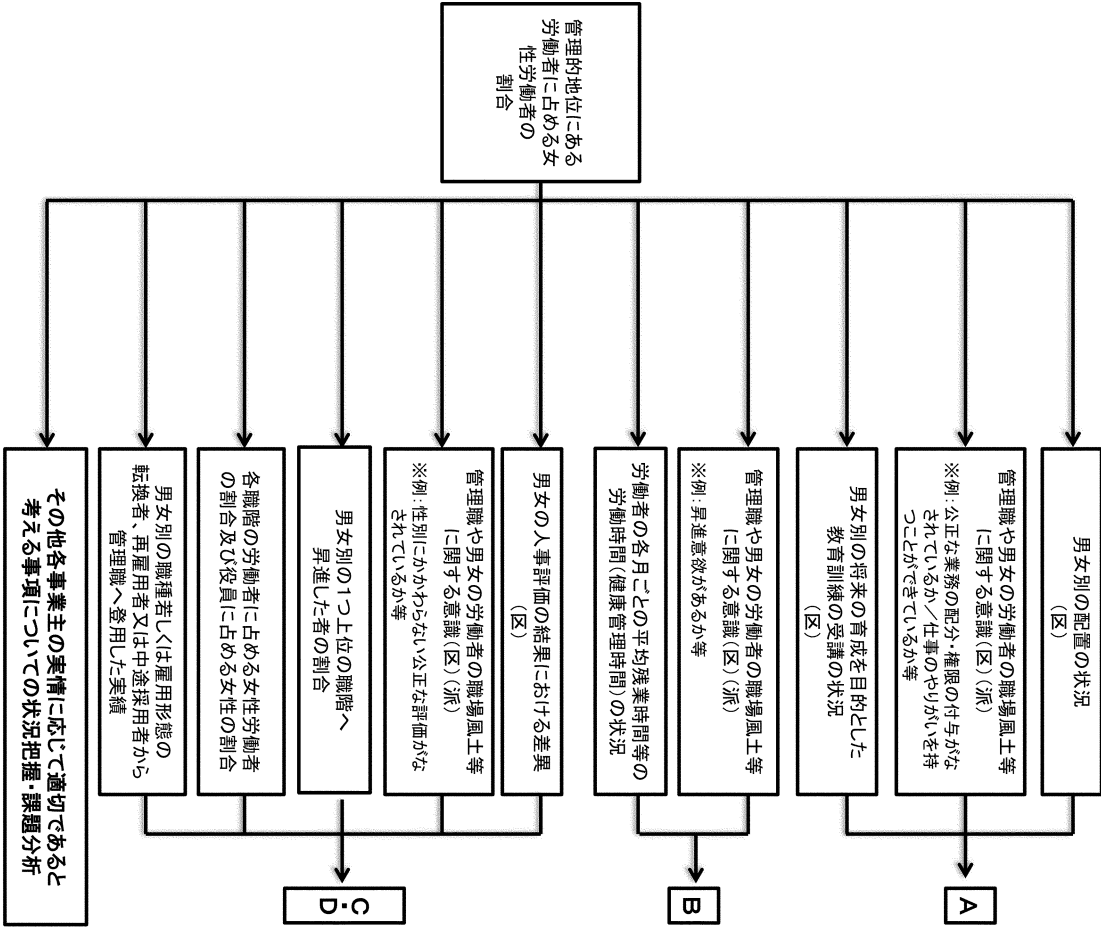 管理的地位にある
労働者に占める女
性労働者の
割合
男女別の配置の状況
(区)
管理職や男女の労働者の職場風土等
に関する意識(区)(派)
※例:公正な業務の配分・権限の付与がな
されているか/仕事のやりがいを持
つことができているか等
男女別の将来の育成を目的とした
教育訓練の受講の状況
(区)
A
管理職や男女の労働者の職場風土等
に関する意識(区)(派)
※例:昇進意欲があるか等
労働者の各月ごとの平均残業時間等の
労働時間(健康管理時間)の状況
B
男女の人事評価の結果における差異
(区)
管理職や男女の労働者の職場風土等
に関する意識(区)(派)
※例:性別にかかわらない公正な評価がな
されているか等
男女別の1つ上位の職階へ
昇進した者の割合
各職階の労働者に占める女性労働者
の割合及び役員に占める女性の割合
男女別の職種若しくは雇用形態の
転換者、再雇用者又は中途採用者から
管理職へ登用した実績
C・
D
その他各事業主の実情に応じて適切であると
考える事項についての状況把握・課題分析